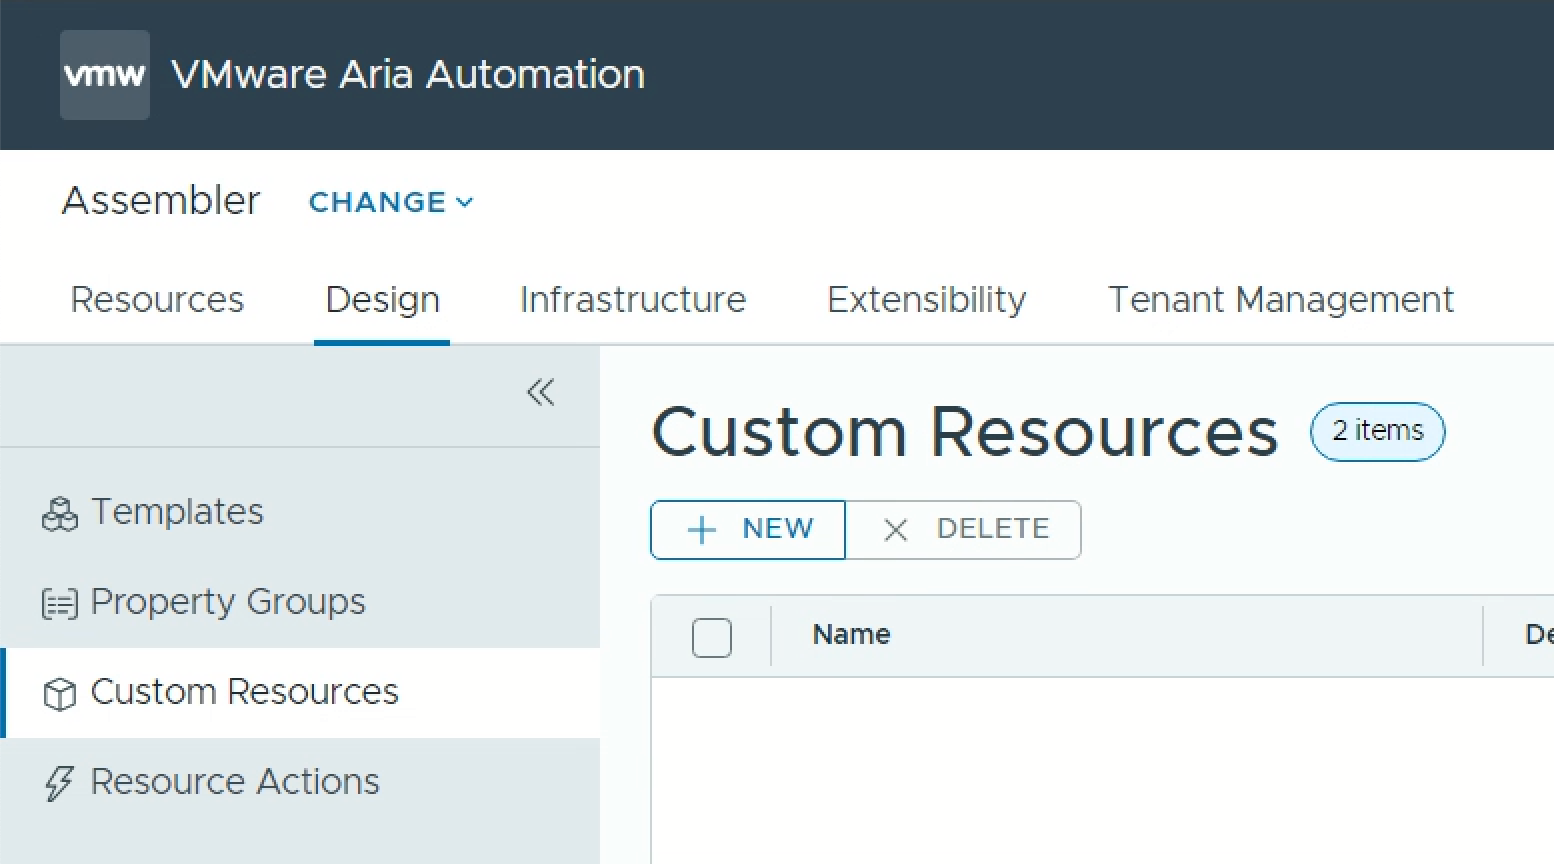 vmw VMware Aria Automation
Assembler CHANGE
Resources Design Infrastructure Extensibility Tenant Management
Custom Resources 2 items
Templates
NEW DELETE
Property Groups
Name
Custom Resources
Resource Actions